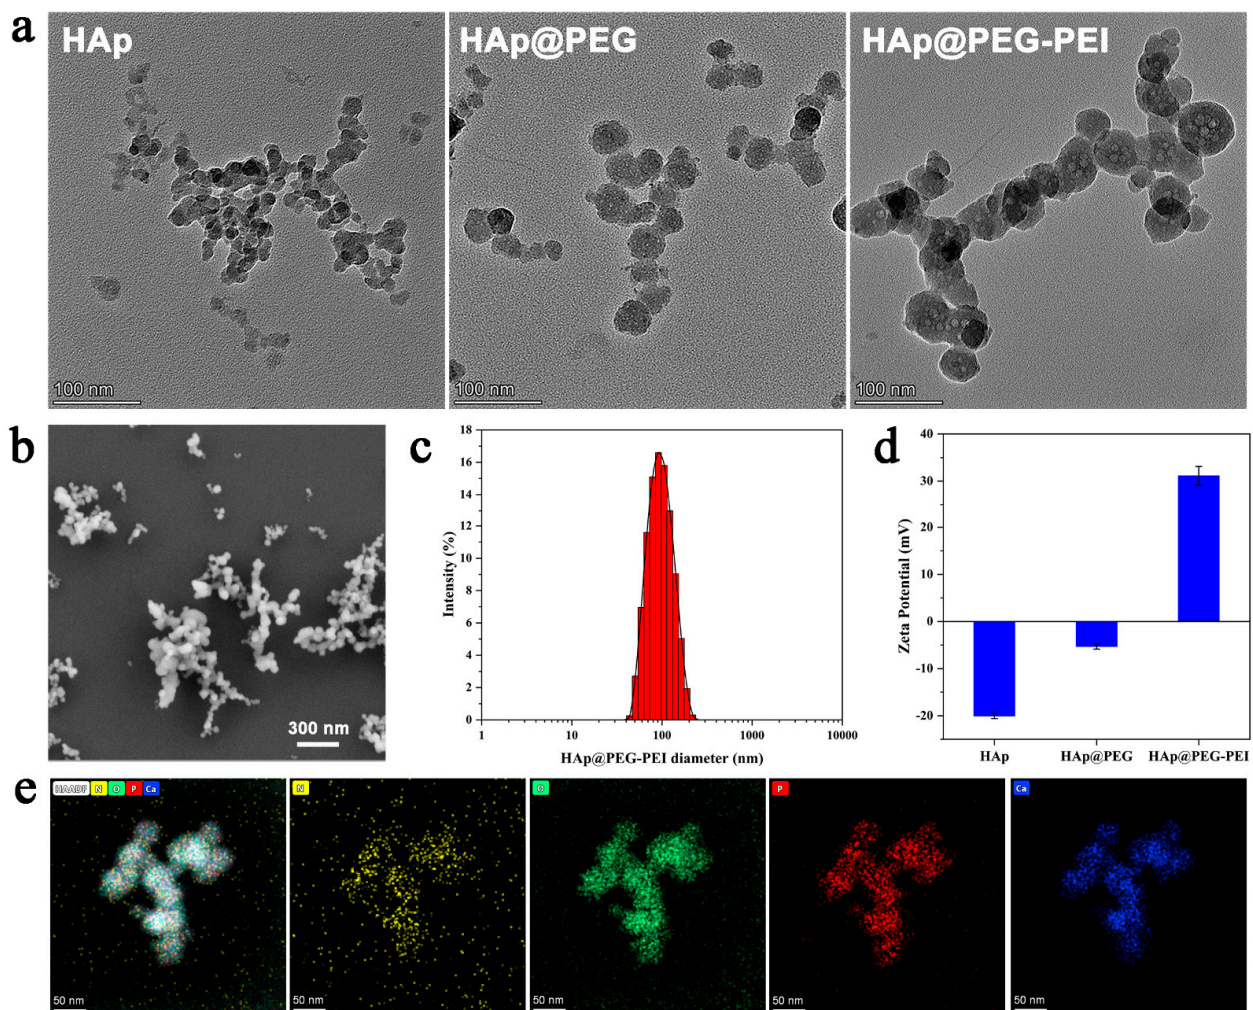 a
HAp
HAp@PEG
HAp@PEG-PEI
100 nm
100 nm
100 nm
b
300 nm
c
18
16
14
12
10
8
6
4
2
0
Intensity (%)
1
10
100
1000
10000
HAp@PEG-PEI diameter (nm)
d
40
30
20
10
0
-10
-20
Zeta Potential (mV)
HAp
HAp@PEG
HAp@PEG-PEI
e
HAADF N O P Ca
N
O
P
Ca
50 nm
50 nm
50 nm
50 nm
50 nm